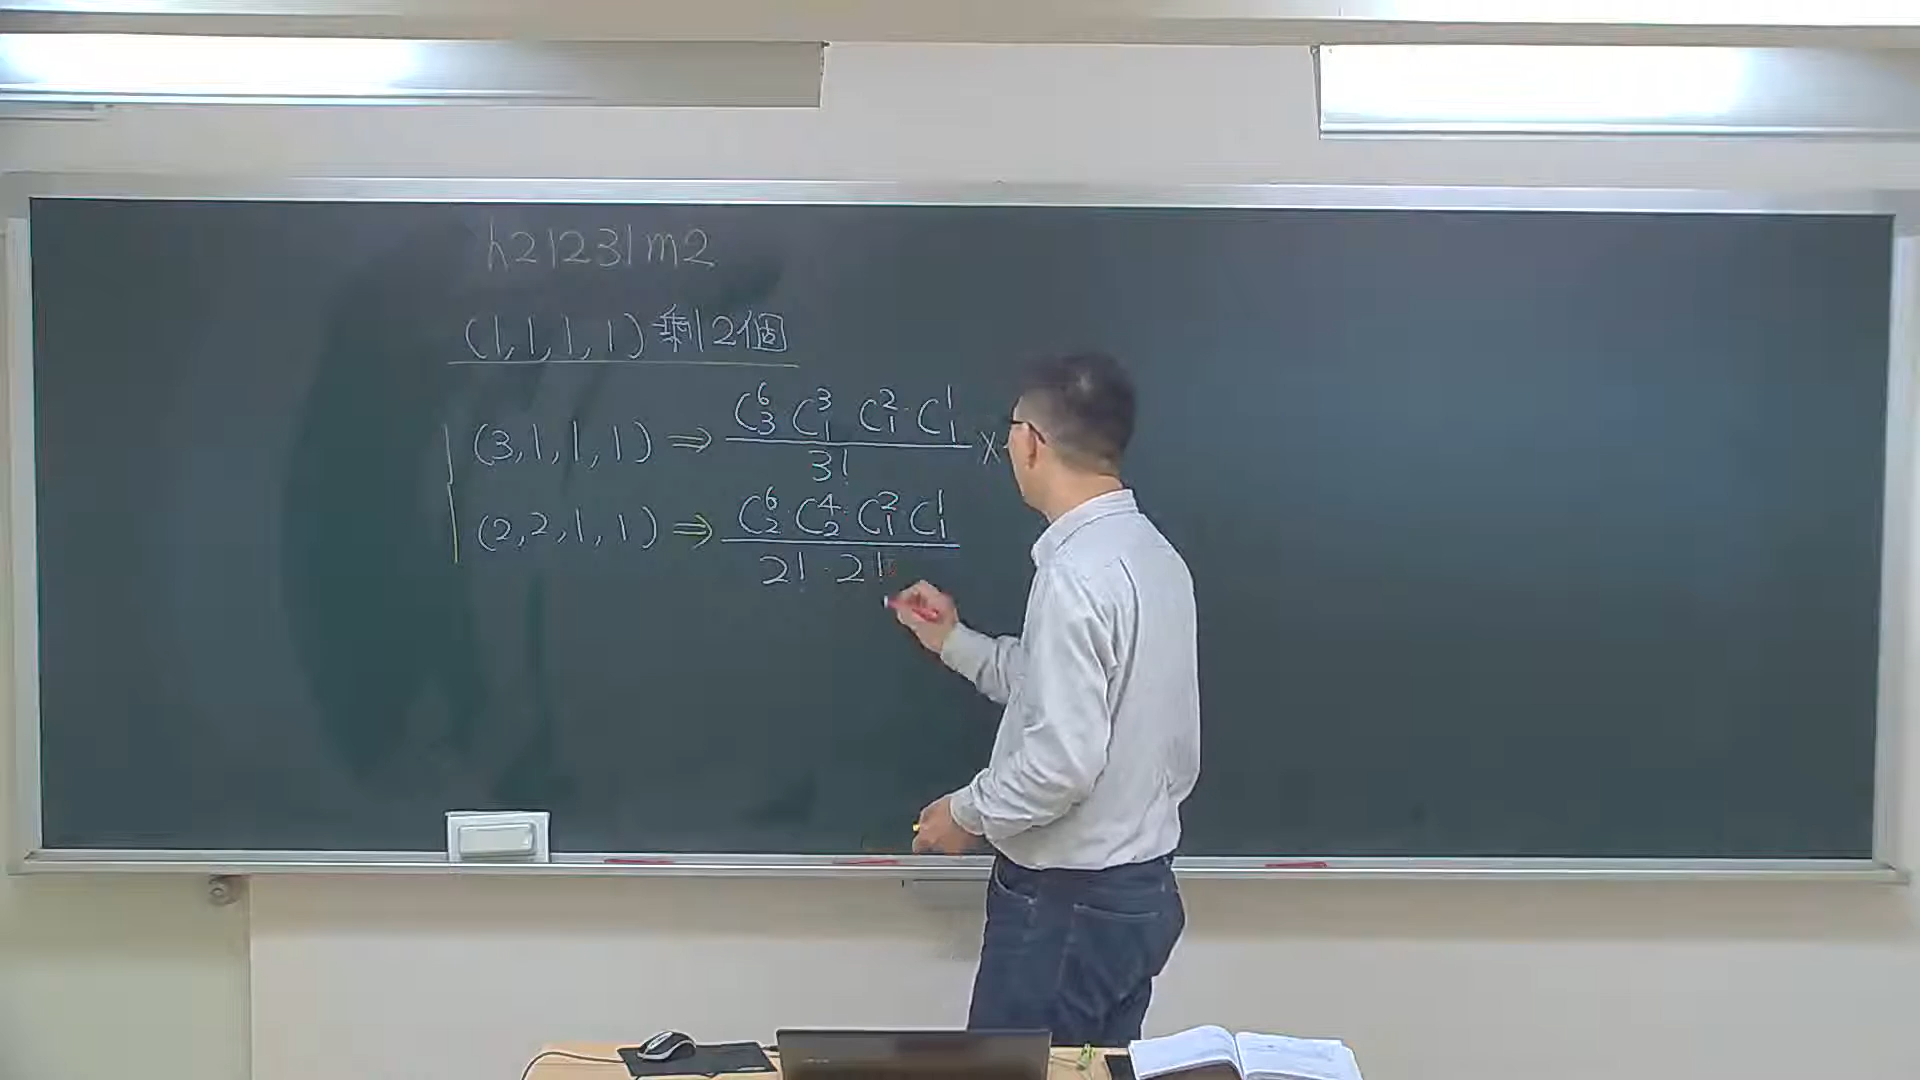 h21231m2
(1,1,1,1)剩2個
(3,1,1,1) ⇒ C⁶₃ C³₁ C²₁·C¹₁ / 3! ×
(2,2,1,1) ⇒ C⁶₂·C⁴₂·C²₁·C¹₁ / 2!·2!